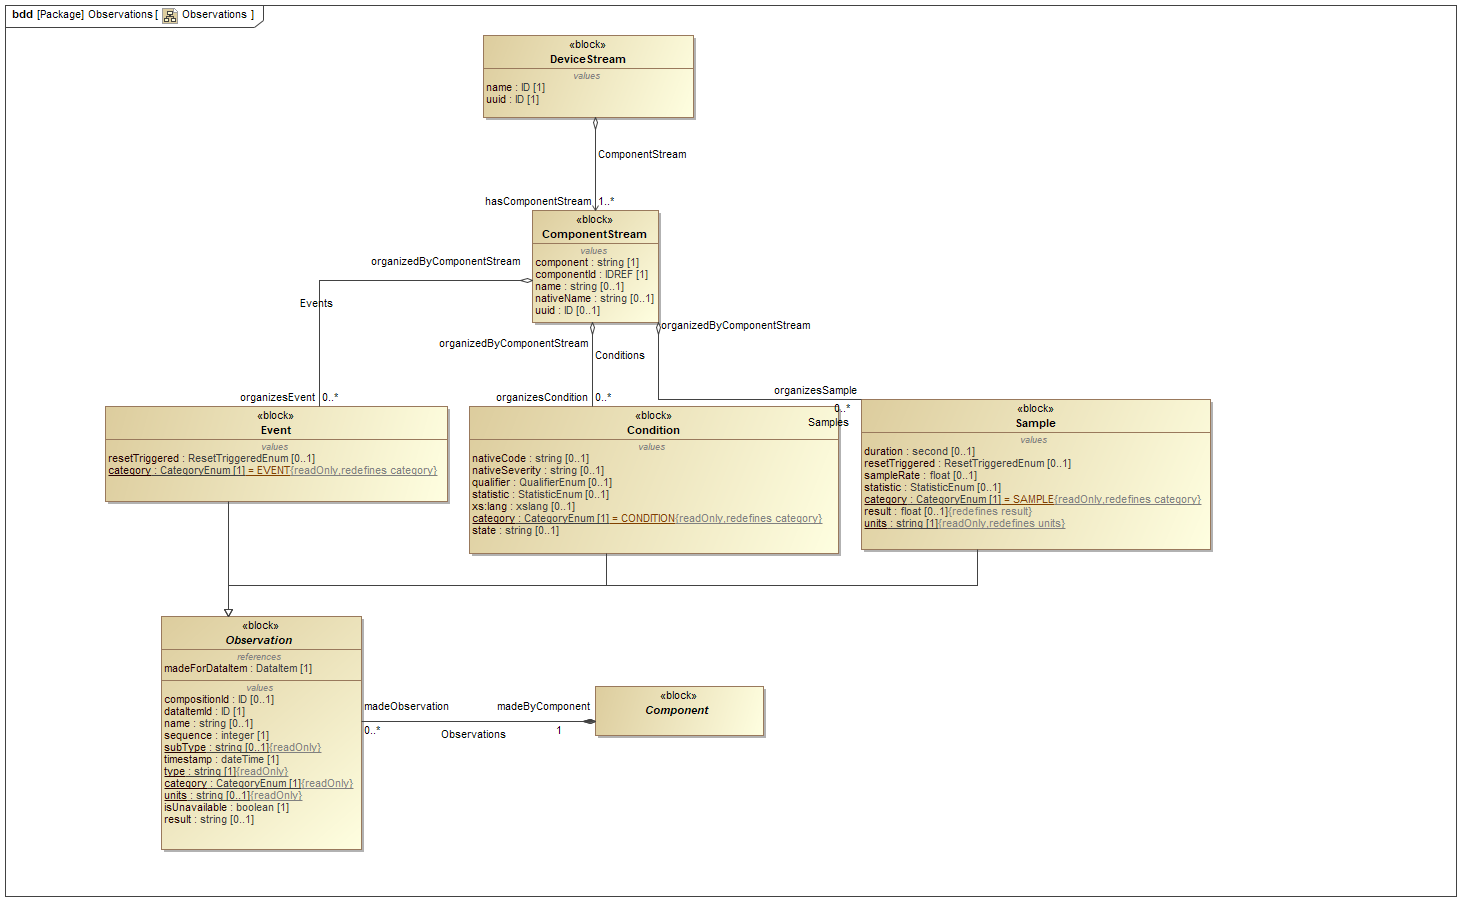 bdd [Package] Observations [ Observations ]
«block»
DeviceStream
values
name : ID [1]
uuid : ID [1]
ComponentStream
hasComponentStream 1..*
«block»
ComponentStream
values
component : string [1]
componentId : IDREF [1]
name : string [0..1]
nativeName : string [0..1]
uuid : ID [0..1]
organizedByComponentStream
Events
organizedByComponentStream
organizedByComponentStream
Conditions
organizesEvent 0..*
organizesCondition 0..*
organizesSample
0..*
Samples
«block»
Event
values
resetTriggered : ResetTriggeredEnum [0..1]
category : CategoryEnum [1] = EVENT{readOnly,redefines category}
«block»
Condition
values
nativeCode : string [0..1]
nativeSeverity : string [0..1]
qualifier : QualifierEnum [0..1]
statistic : StatisticEnum [0..1]
xs:lang : xslang [0..1]
category : CategoryEnum [1] = CONDITION{readOnly,redefines category}
state : string [0..1]
«block»
Sample
values
duration : second [0..1]
resetTriggered : ResetTriggeredEnum [0..1]
sampleRate : float [0..1]
statistic : StatisticEnum [0..1]
category : CategoryEnum [1] = SAMPLE{readOnly,redefines category}
result : float [0..1]{redefines result}
units : string [1]{readOnly,redefines units}
«block»
Observation
references
madeForDataItem : DataItem [1]
values
compositionId : ID [0..1]
dataItemId : ID [1]
name : string [0..1]
sequence : integer [1]
subType : string [0..1]{readOnly}
timestamp : dateTime [1]
type : string [1]{readOnly}
category : CategoryEnum [1]{readOnly}
units : string [0..1]{readOnly}
isUnavailable : boolean [1]
result : string [0..1]
madeObservation
madeByComponent
0..*
Observations
1
«block»
Component